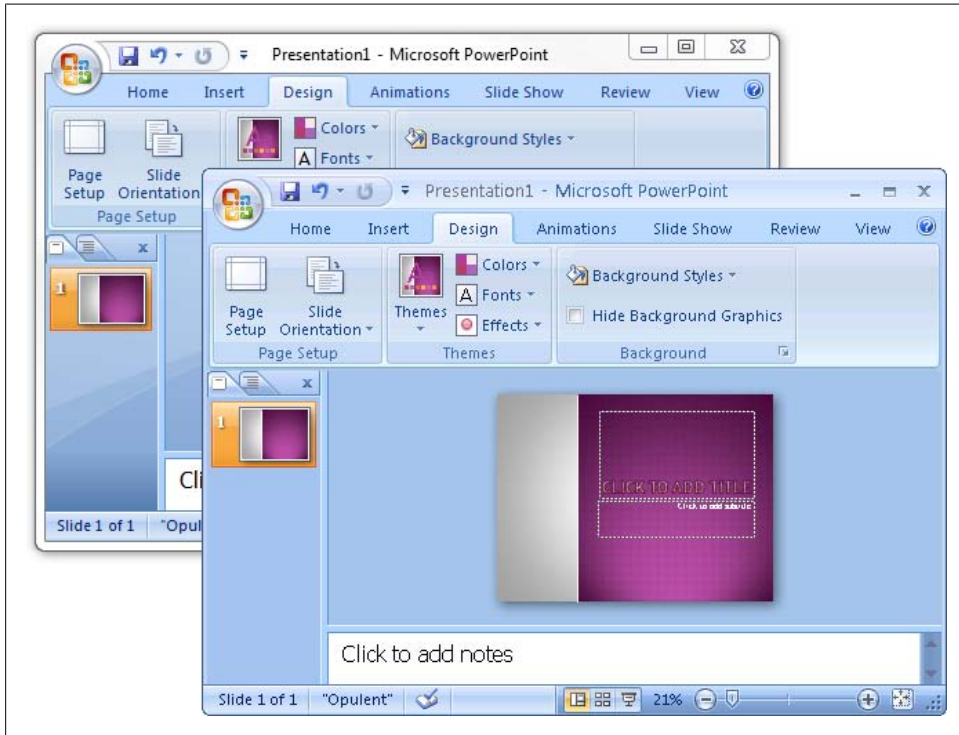 Presentation1 - Microsoft PowerPoint
Home Insert Design Animations Slide Show Review View
Colors
Background Styles
A Fonts
Page Setup
Slide Orientation
Page Setup
1
Slide 1 of 1 "Opul
Cli
Presentation1 - Microsoft PowerPoint
Home Insert Design Animations Slide Show Review View
Page Setup
Slide Orientation
Page Setup
Themes
Colors
A Fonts
Effects
Themes
Background Styles
Hide Background Graphics
Background
1
CLICK TO ADD TITLE
Click to add subtitle
Click to add notes
Slide 1 of 1 "Opulent" 21%